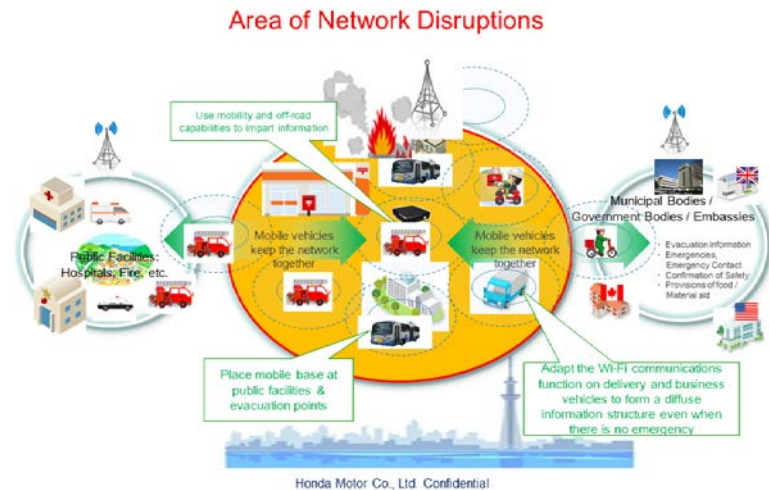 Area of Network Disruptions
Use mobility and off-road
capabilities to impart information
Municipal Bodies /
Government Bodies / Embassies
· Evacuation information
· Emergencies,
Emergency Contact
Confirmation of Safety
· Provisions of food /
Material aid
Public Facilities:
Hospitals, Fire, etc.
Mobile vehicles
keep the network
together
Mobile vehicles
keep the network
together
Place mobile base at
public facilities &
evacuation points
Adapt the Wi-Fi communications
function on delivery and business
vehicles to form a diffuse
information structure even when
there is no emergency
Honda Motor Co., Ltd. Confidential